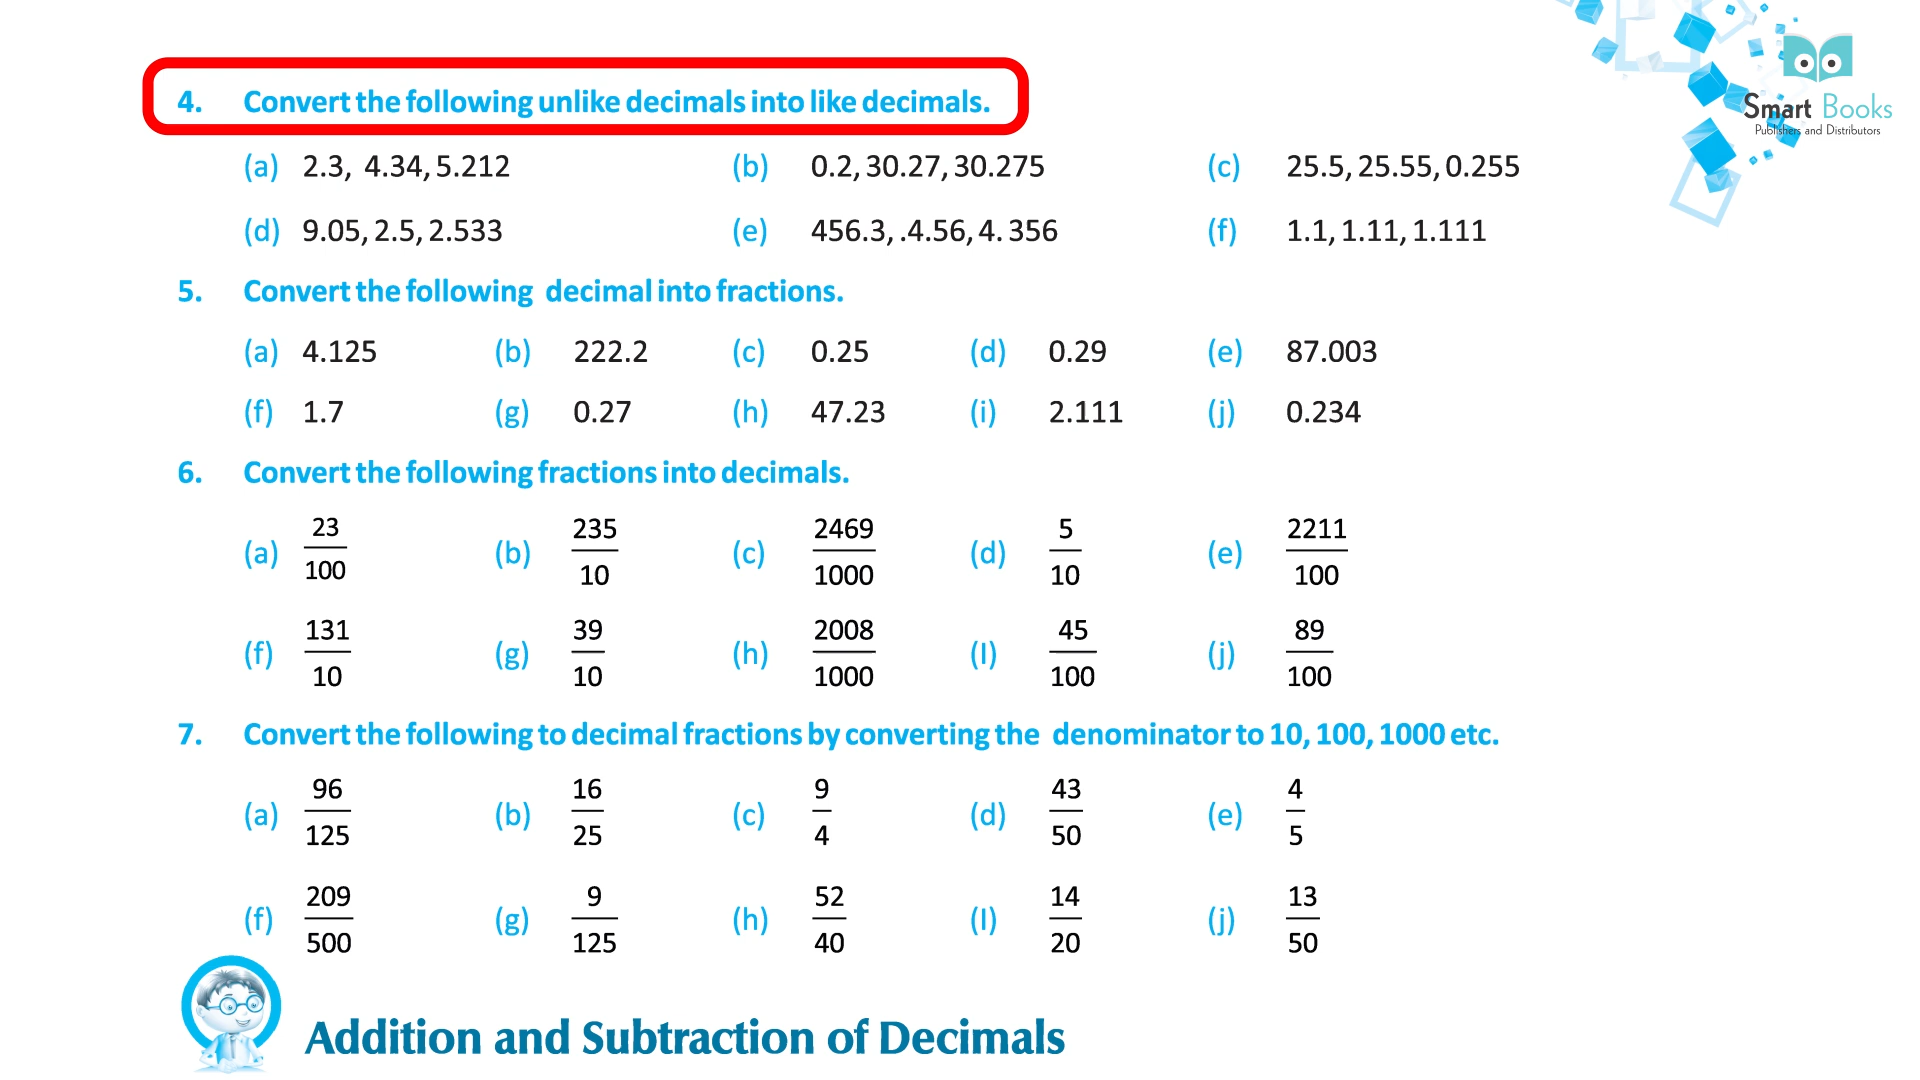 Smart Books
Publishers and Distributors
4. Convert the following unlike decimals into like decimals.
(a) 2.3, 4.34, 5.212 (b) 0.2, 30.27, 30.275 (c) 25.5, 25.55, 0.255
(d) 9.05, 2.5, 2.533 (e) 456.3, .4.56, 4. 356 (f) 1.1, 1.11, 1.111
5. Convert the following decimal into fractions.
(a) 4.125 (b) 222.2 (c) 0.25 (d) 0.29 (e) 87.003
(f) 1.7 (g) 0.27 (h) 47.23 (i) 2.111 (j) 0.234
6. Convert the following fractions into decimals.
(a) 23/100 (b) 235/10 (c) 2469/1000 (d) 5/10 (e) 2211/100
(f) 131/10 (g) 39/10 (h) 2008/1000 (I) 45/100 (j) 89/100
7. Convert the following to decimal fractions by converting the denominator to 10, 100, 1000 etc.
(a) 96/125 (b) 16/25 (c) 9/4 (d) 43/50 (e) 4/5
(f) 209/500 (g) 9/125 (h) 52/40 (I) 14/20 (j) 13/50
Addition and Subtraction of Decimals